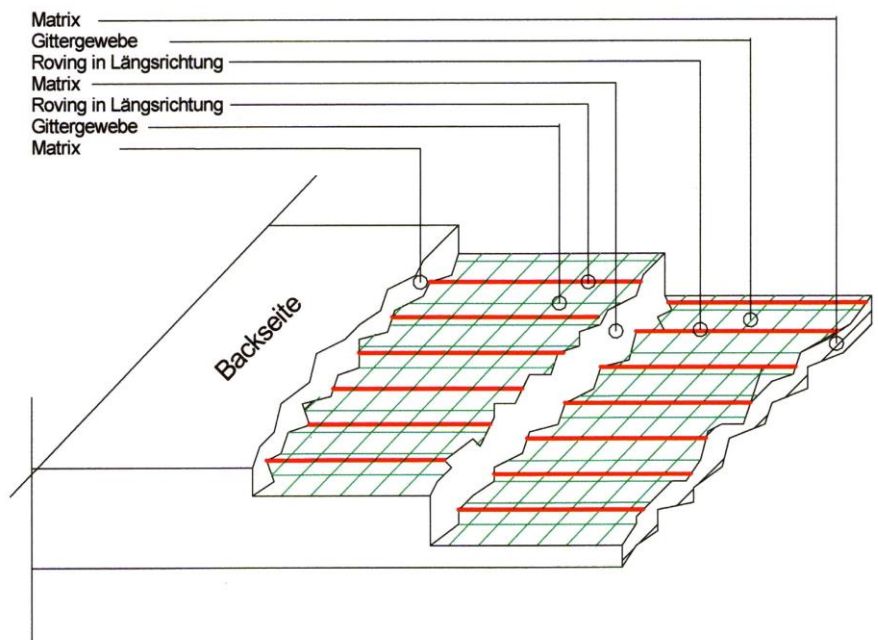 Matrix
Gittergewebe
Roving in Längsrichtung
Matrix
Roving in Längsrichtung
Gittergewebe
Matrix
Backseite